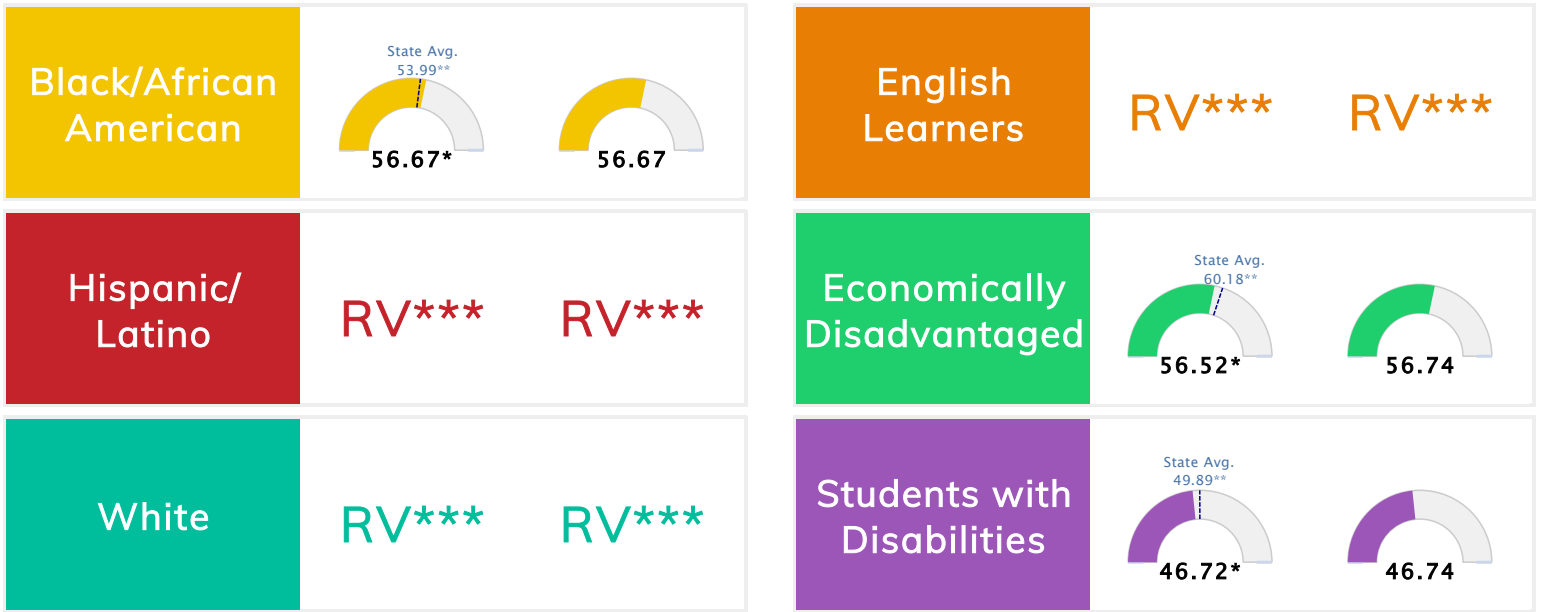 Black/African
American
State Avg.
53.99**
56.67*
56.67
English
Learners
RV***
RV***
Hispanic/
Latino
RV***
RV***
Economically
Disadvantaged
State Avg.
60.18**
56.52*
56.74
White
RV***
RV***
Students with
Disabilities
State Avg.
49.89**
46.72*
46.74